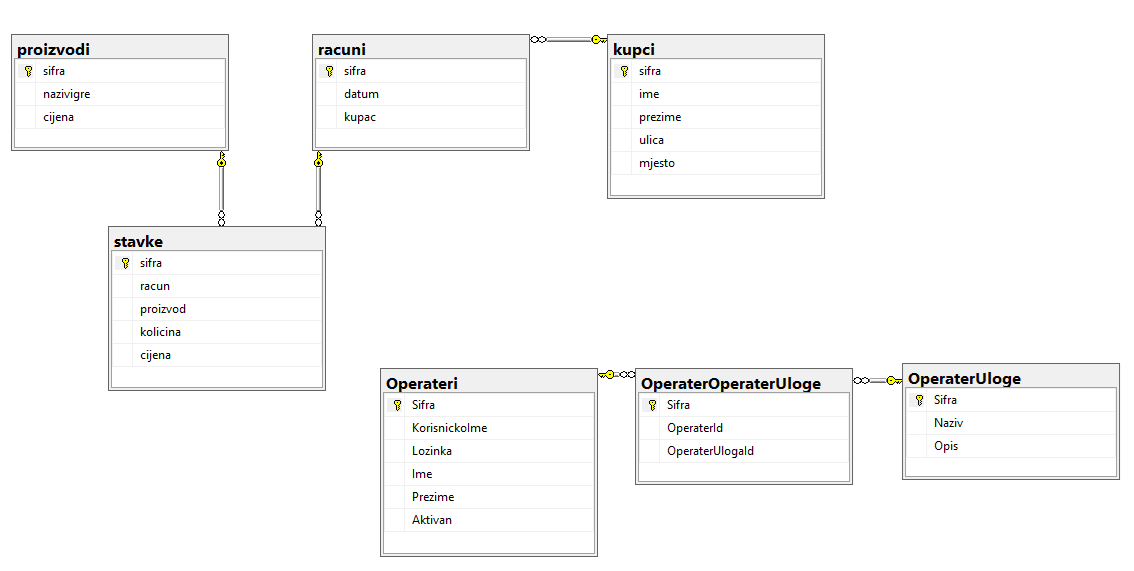 proizvodi
sifra
nazivigre
cijena
racuni
sifra
datum
kupac
kupci
sifra
ime
prezime
ulica
mjesto
stavke
sifra
racun
proizvod
kolicina
cijena
Operateri
Sifra
KorisnickoIme
Lozinka
Ime
Prezime
Aktivan
OperaterOperaterUloge
Sifra
OperaterId
OperaterUlogaId
OperaterUloge
Sifra
Naziv
Opis